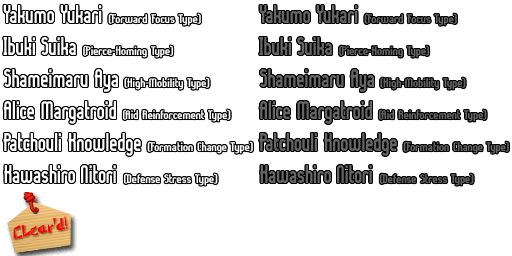 Yakumo Yukari (Forward Focus Type) Yakumo Yukari (Forward Focus Type)
Ibuki Suika (Pierce-Homing Type) Ibuki Suika (Pierce-Homing Type)
Shameimaru Aya (High-Mobility Type) Shameimaru Aya (High-Mobility Type)
Alice Margatroid (Aid Reinforcement Type) Alice Margatroid (Aid Reinforcement Type)
Patchouli Knowledge (Formation Change Type) Patchouli Knowledge (Formation Change Type)
Kawashiro Nitori (Defense Stress Type) Kawashiro Nitori (Defense Stress Type)
Clear'd!